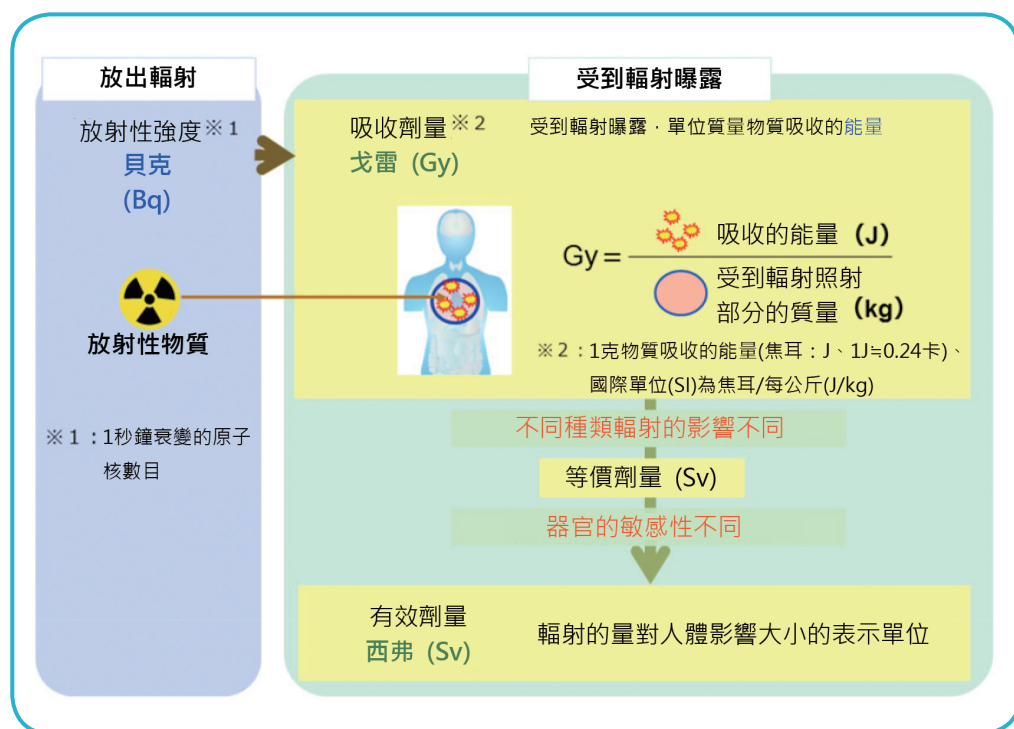 放出輻射
放射性強度※1
貝克
(Bq)
放射性物質
※1：1秒鐘衰變的原子
核數目
受到輻射曝露
吸收劑量※2
戈雷 (Gy)
受到輻射曝露，單位質量物質吸收的能量
Gy=
吸收的能量 (J)
受到輻射照射
部分的質量 (kg)
※2：1克物質吸收的能量(焦耳：J、1J≒0.24卡)、
國際單位(SI)為焦耳/每公斤(J/kg)
不同種類輻射的影響不同
等價劑量 (Sv)
器官的敏感性不同
有效劑量
西弗 (Sv)
輻射的量對人體影響大小的表示單位